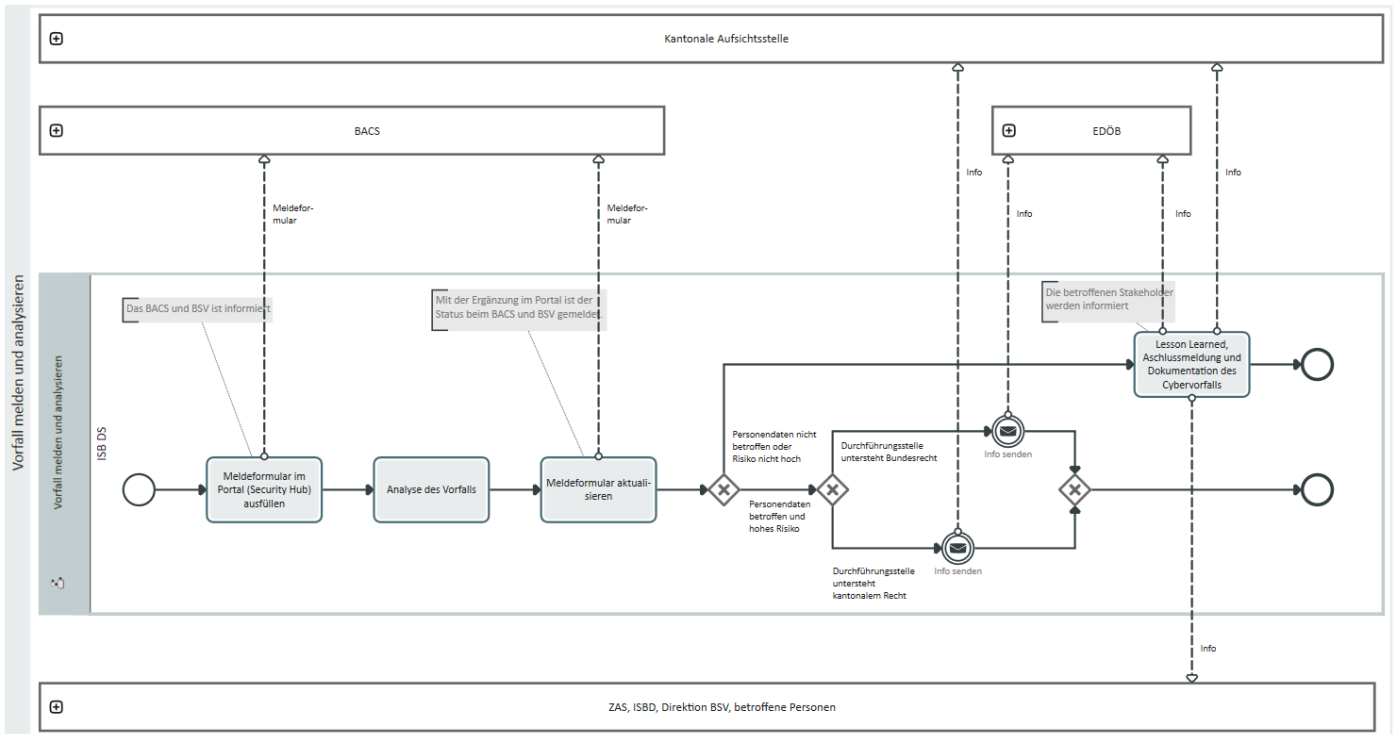 Vorfall melden und analysieren
Kantonale Aufsichtsstelle
BACS
EDÖB
Meldefor-
mular
Meldefor-
mular
Info
Info
Info
Info
Vorfall melden und analysieren
ISB DS
Das BACS und BSV ist informiert
Mit der Ergänzung im Portal ist der
Status beim BACS und BSV gemeldet.
Die betroffenen Stakeholder
werden informiert
Meldeformular im
Portal (Security Hub)
ausfüllen
Analyse des Vorfalls
Meldeformular aktuali-
sieren
Personendaten nicht
betroffen oder
Risiko nicht hoch
Personendaten
betroffen und
hohes Risiko
Durchführungsstelle
untersteht Bundesrecht
Durchführungsstelle
untersteht
kantonalem Recht
Info senden
Info senden
Lesson Learned,
Aschlussmeldung und
Dokumentation des
Cybervorfalls
Info
ZAS, ISBD, Direktion BSV, betroffene Personen